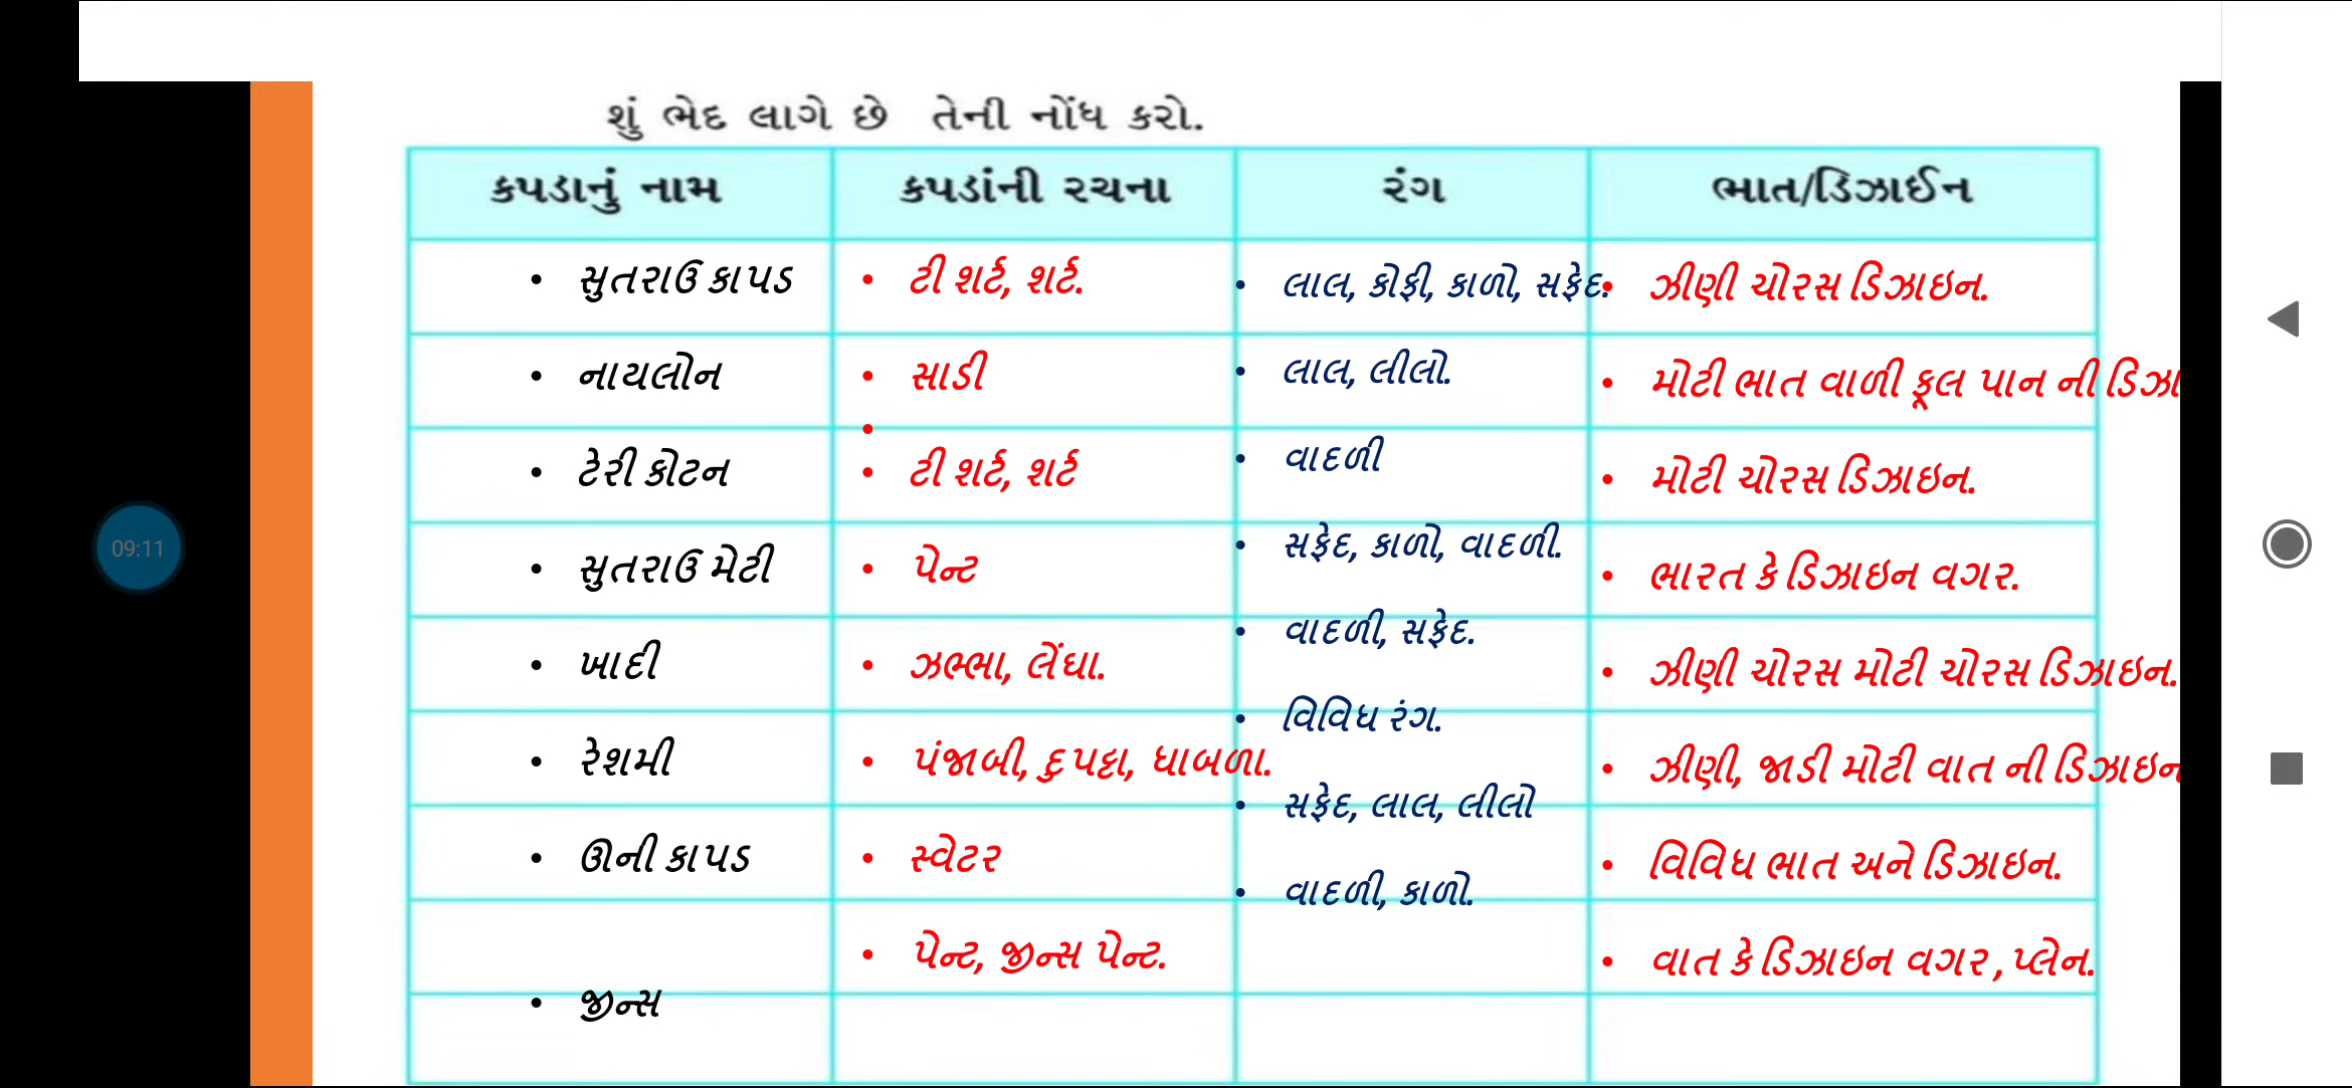 શું ભેદ લાગે છે તેની નોંધ કરો.
કપડાનું નામ કપડાંની રચના રંગ ભાત/ડિઝાઈન
• સુતરાઉ કાપડ • ટી શર્ટ, શર્ટ. • લાલ, કોફી, કાળો, સફેદ. • ઝીણી ચોરસ ડિઝાઇન.
• નાયલોન • સાડી • લાલ, લીલો. • મોટી ભાત વાળી ફૂલ પાન ની ડિઝા
•
• ટેરી કોટન • ટી શર્ટ, શર્ટ • વાદળી • મોટી ચોરસ ડિઝાઇન.
• સુતરાઉ મેટી • પેન્ટ • સફેદ, કાળો, વાદળી. • ભારત કે ડિઝાઇન વગર.
• ખાદી • ઝભ્ભા, લેંઘા. • વાદળી, સફેદ. • ઝીણી ચોરસ મોટી ચોરસ ડિઝાઇન.
• રેશમી • પંજાબી, દુપટ્ટા, ધાબળા. • વિવિધ રંગ. • ઝીણી, જાડી મોટી વાત ની ડિઝાઇન
• ઊની કાપડ • સ્વેટર • સફેદ, લાલ, લીલો • વિવિધ ભાત અને ડિઝાઇન.
• જીન્સ • પેન્ટ, જીન્સ પેન્ટ. • વાદળી, કાળો. • વાત કે ડિઝાઇન વગર, પ્લેન.
09:11